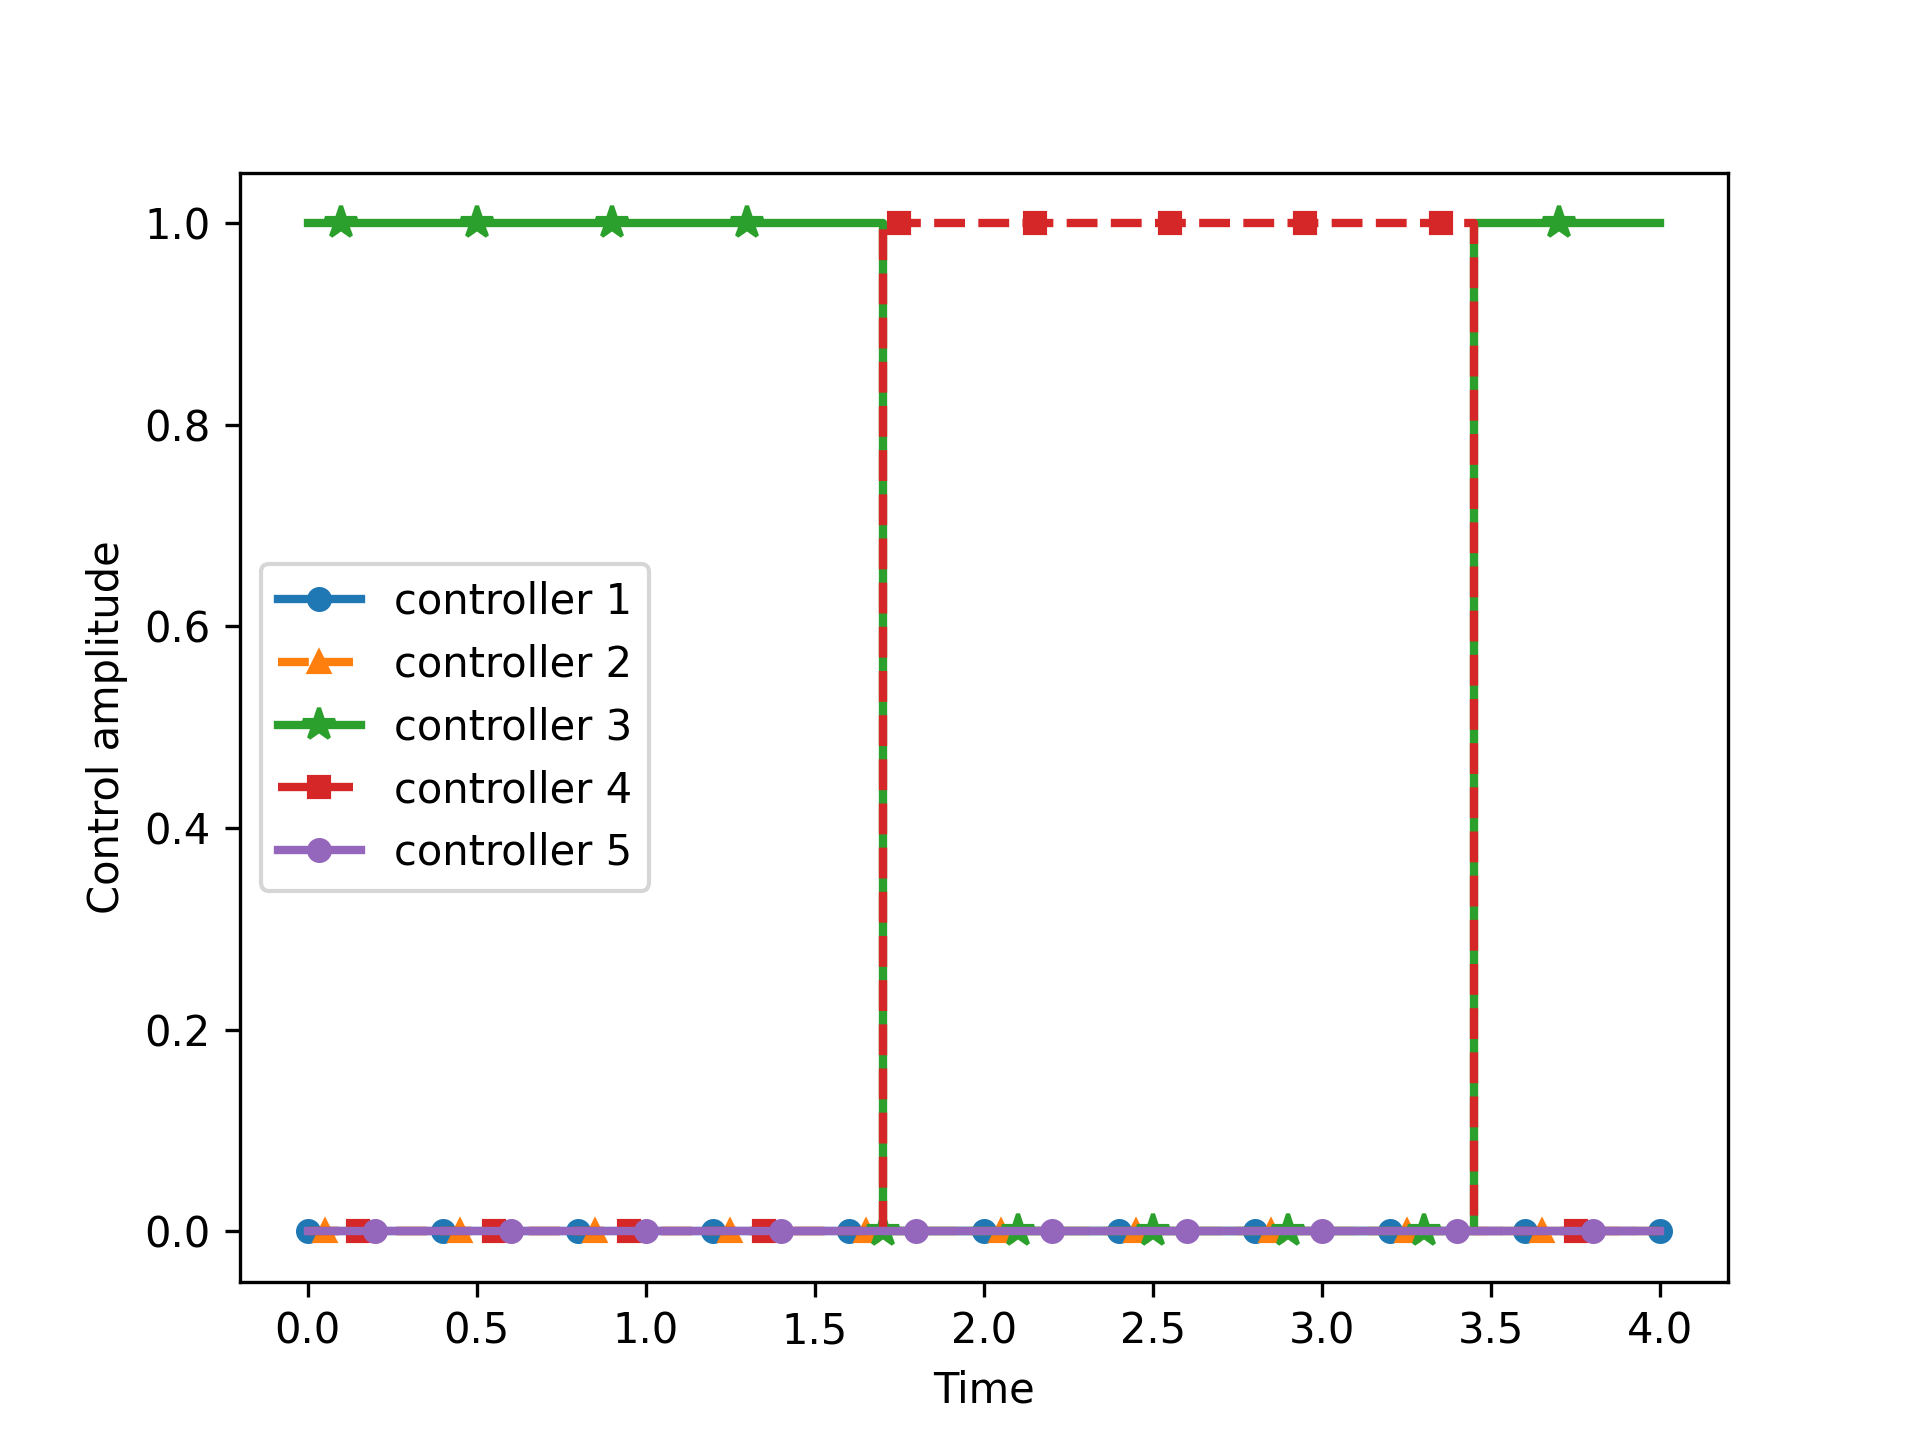 1.0
0.8
0.6
0.4
0.2
0.0
Control amplitude
controller 1
controller 2
controller 3
controller 4
controller 5
0.0 0.5 1.0 1.5 2.0 2.5 3.0 3.5 4.0
Time